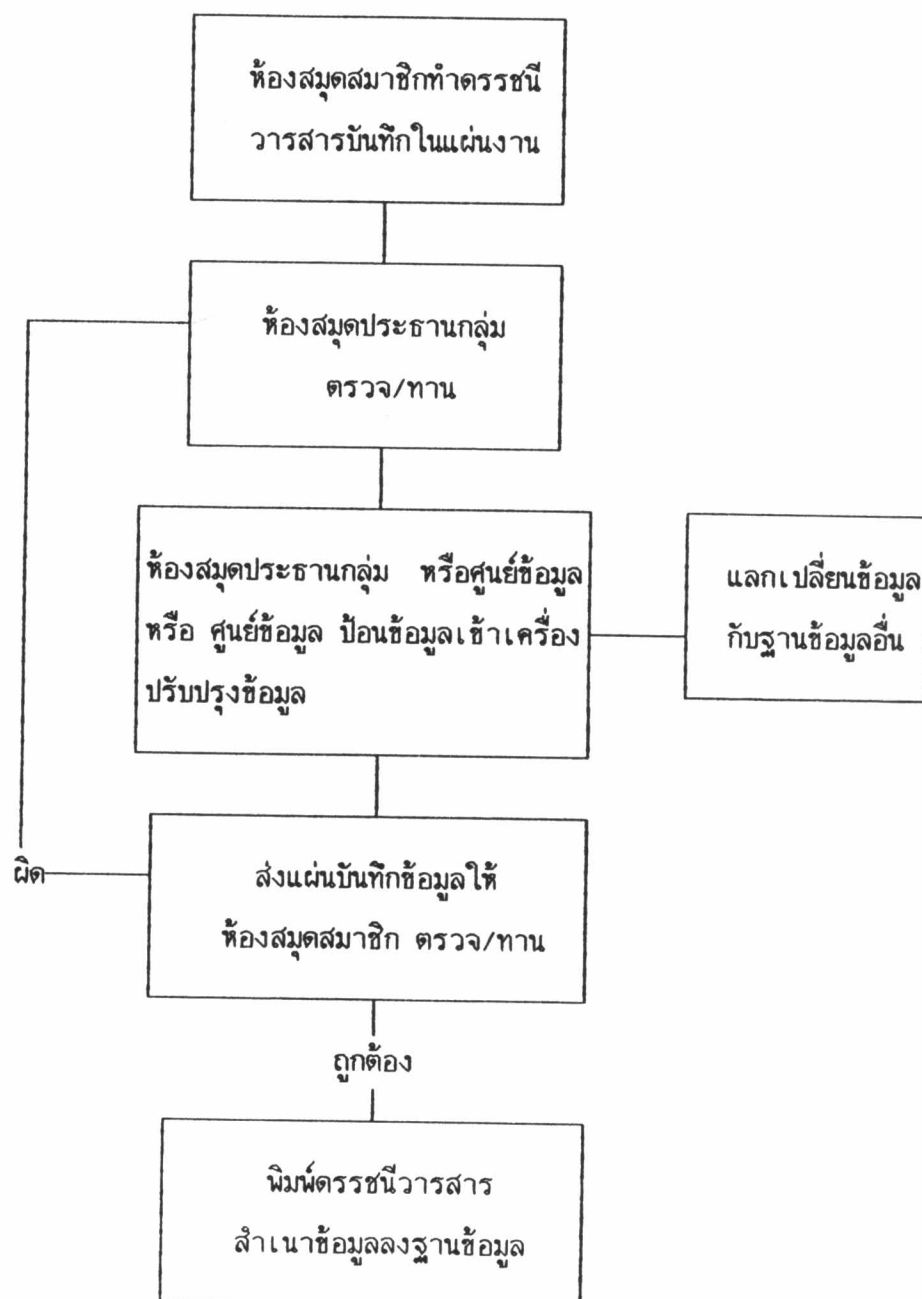 ห้องสมุดสมาชิกทำดรรชนี
วารสารบันทึกในแผ่นงาน
ห้องสมุดประธานกลุ่ม
ตรวจ/ทาน
ห้องสมุดประธานกลุ่ม หรือศูนย์ข้อมูล
หรือ ศูนย์ข้อมูล ป้อนข้อมูลเข้าเครื่อง
ปรับปรุงข้อมูล
แลกเปลี่ยนข้อมูล
กับฐานข้อมูลอื่น
ผิด
ส่งแผ่นบันทึกข้อมูลให้
ห้องสมุดสมาชิก ตรวจ/ทาน
ถูกต้อง
พิมพ์ดรรชนีวารสาร
สำเนาข้อมูลลงฐานข้อมูล